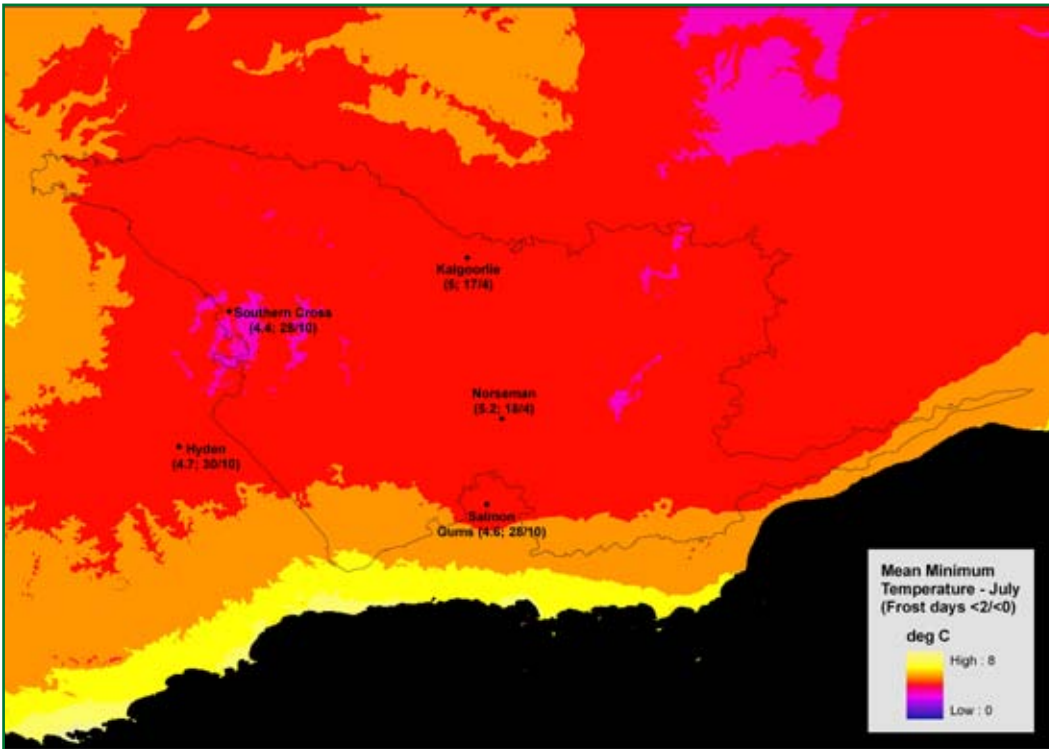 Kalgoorlie
(5; 17/4)
Southern Cross
(4.4; 28/10)
Norseman
(5.2; 18/4)
Hyden
(4.7; 30/10)
Salmon
Gums (4.6; 28/10)
Mean Minimum
Temperature - July
(Frost days <2/<0)
deg C
High : 8
Low : 0